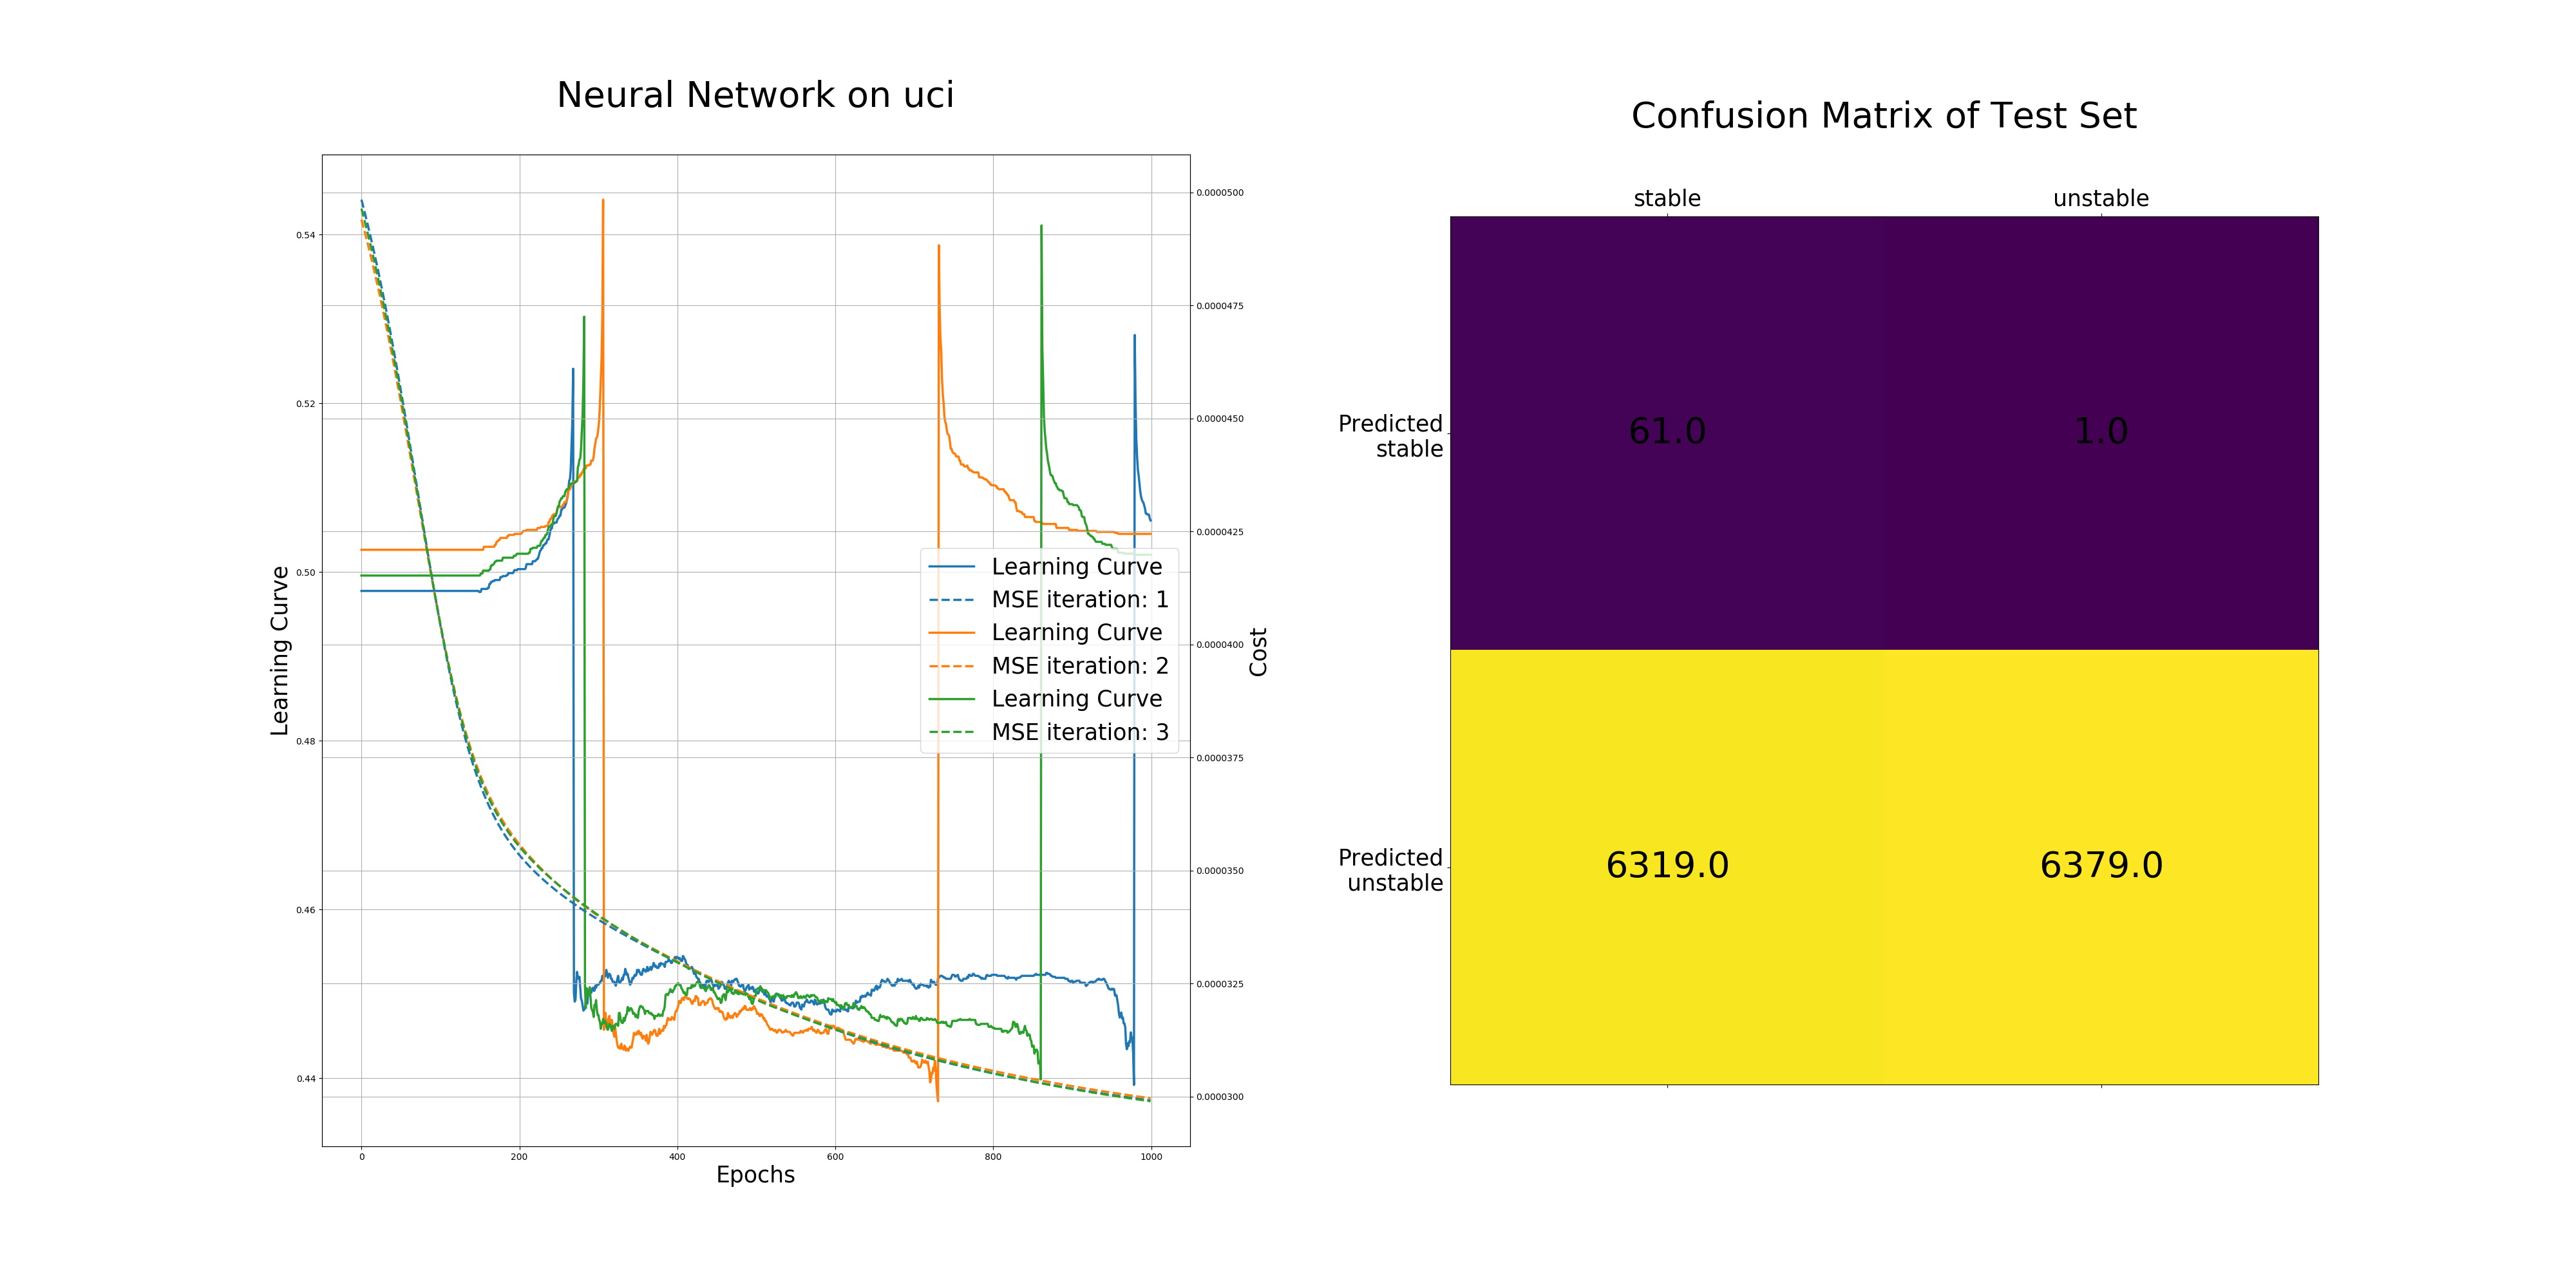 Neural Network on uci
0.54
0.52
0.50
0.48
0.46
0.44
Learning Curve
0
200
400
600
800
1000
Epochs
0.0000500
0.0000475
0.0000450
0.0000425
0.0000400
0.0000375
0.0000350
0.0000325
0.0000300
Cost
Learning Curve
MSE iteration: 1
Learning Curve
MSE iteration: 2
Learning Curve
MSE iteration: 3
Confusion Matrix of Test Set
stable
unstable
Predicted
stable
61.0
1.0
Predicted
unstable
6319.0
6379.0